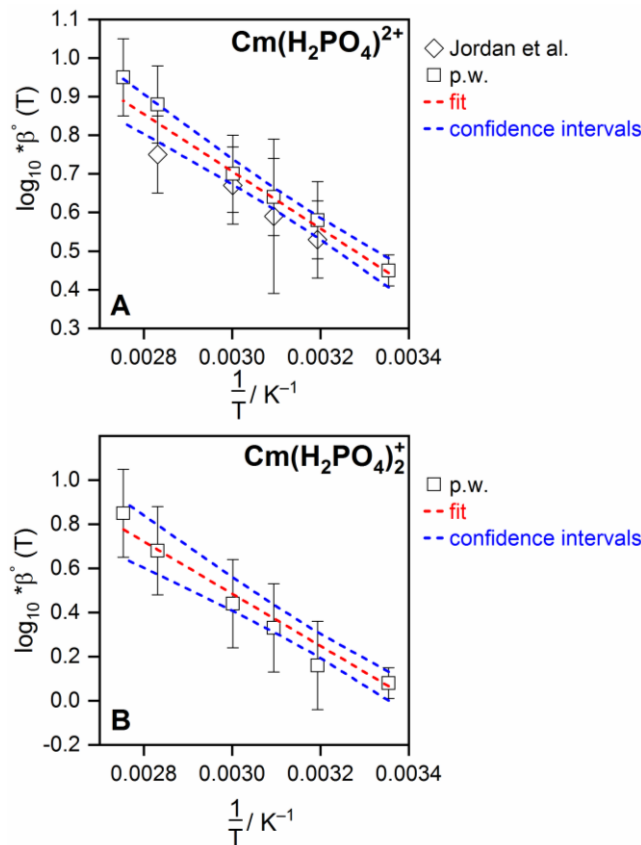 Cm(H₂PO₄)²⁺
1.1
1.0
0.9
0.8
0.7
0.6
0.5
0.4
0.3
log₁₀ *β° (T)
A
0.0028 0.0030 0.0032 0.0034
1/T / K⁻¹
Jordan et al.
p.w.
fit
confidence intervals
Cm(H₂PO₄)₂⁺
1.0
0.8
0.6
0.4
0.2
0.0
-0.2
log₁₀ *β° (T)
B
0.0028 0.0030 0.0032 0.0034
1/T / K⁻¹
p.w.
fit
confidence intervals